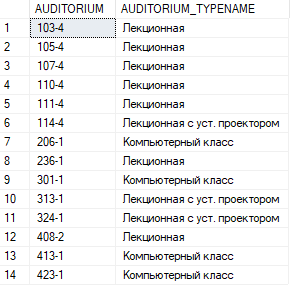 AUDITORIUM AUDITORIUM_TYPENAME
1 103-4 Лекционная
2 105-4 Лекционная
3 107-4 Лекционная
4 110-4 Лекционная
5 111-4 Лекционная
6 114-4 Лекционная с уст. проектором
7 206-1 Компьютерный класс
8 236-1 Лекционная
9 301-1 Компьютерный класс
10 313-1 Лекционная с уст. проектором
11 324-1 Лекционная с уст. проектором
12 408-2 Лекционная
13 413-1 Компьютерный класс
14 423-1 Компьютерный класс